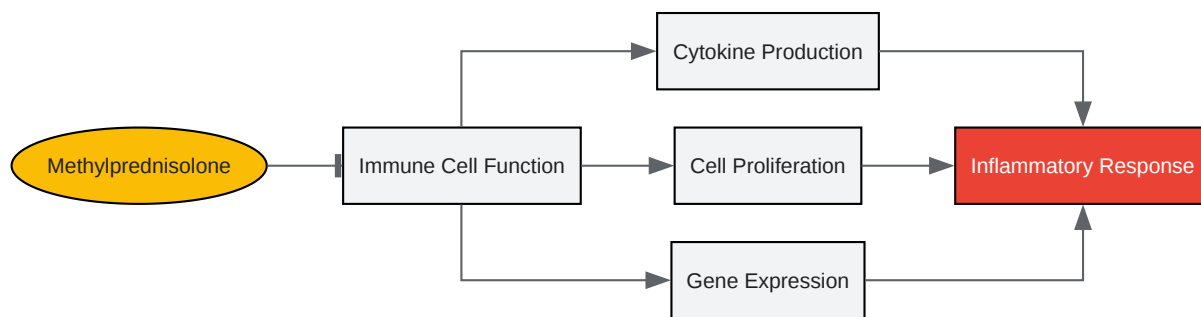 Cytokine Production
Methylprednisolone
Immune Cell Function
Cell Proliferation
Inflammatory Response
Gene Expression